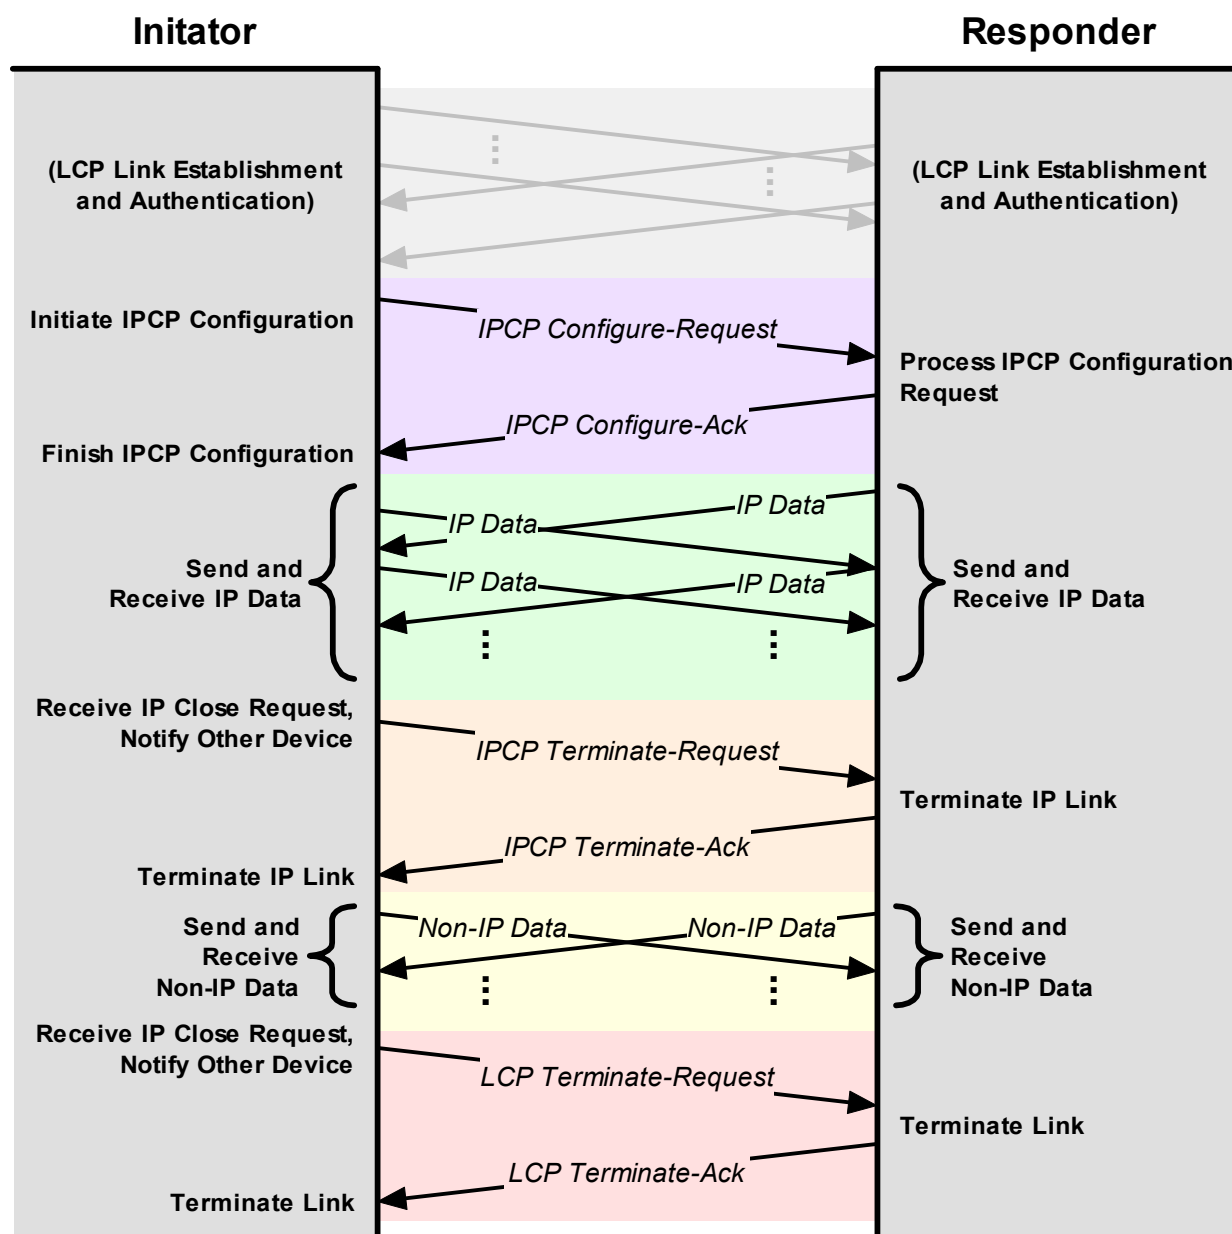 Initator
Responder
(LCP Link Establishment
and Authentication)
(LCP Link Establishment
and Authentication)
Initiate IPCP Configuration
IPCP Configure-Request
Process IPCP Configuration
Request
IPCP Configure-Ack
Finish IPCP Configuration
IP Data
IP Data
Send and
Receive IP Data
IP Data
IP Data
Send and
Receive IP Data
Receive IP Close Request,
Notify Other Device
IPCP Terminate-Request
Terminate IP Link
IPCP Terminate-Ack
Terminate IP Link
Send and
Receive
Non-IP Data
Non-IP Data
Non-IP Data
Send and
Receive
Non-IP Data
Receive IP Close Request,
Notify Other Device
LCP Terminate-Request
Terminate Link
LCP Terminate-Ack
Terminate Link